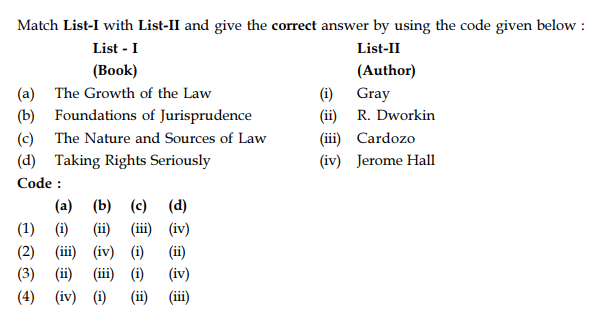 Match List-I with List-II and give the correct answer by using the code given below :
List - I List-II
(Book) (Author)
(a) The Growth of the Law (i) Gray
(b) Foundations of Jurisprudence (ii) R. Dworkin
(c) The Nature and Sources of Law (iii) Cardozo
(d) Taking Rights Seriously (iv) Jerome Hall
Code :
(a) (b) (c) (d)
(1) (i) (ii) (iii) (iv)
(2) (iii) (iv) (i) (ii)
(3) (ii) (iii) (i) (iv)
(4) (iv) (i) (ii) (iii)